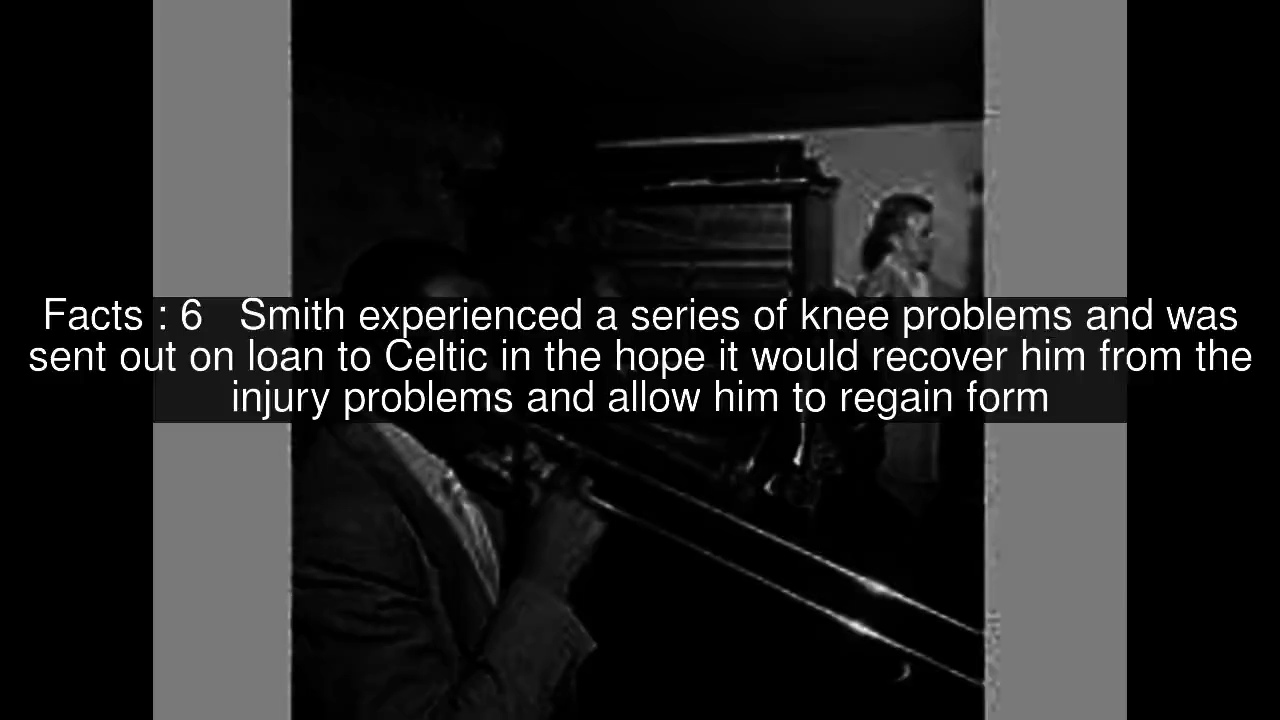 Facts : 6   Smith experienced a series of knee problems and was
sent out on loan to Celtic in the hope it would recover him from the
injury problems and allow him to regain form